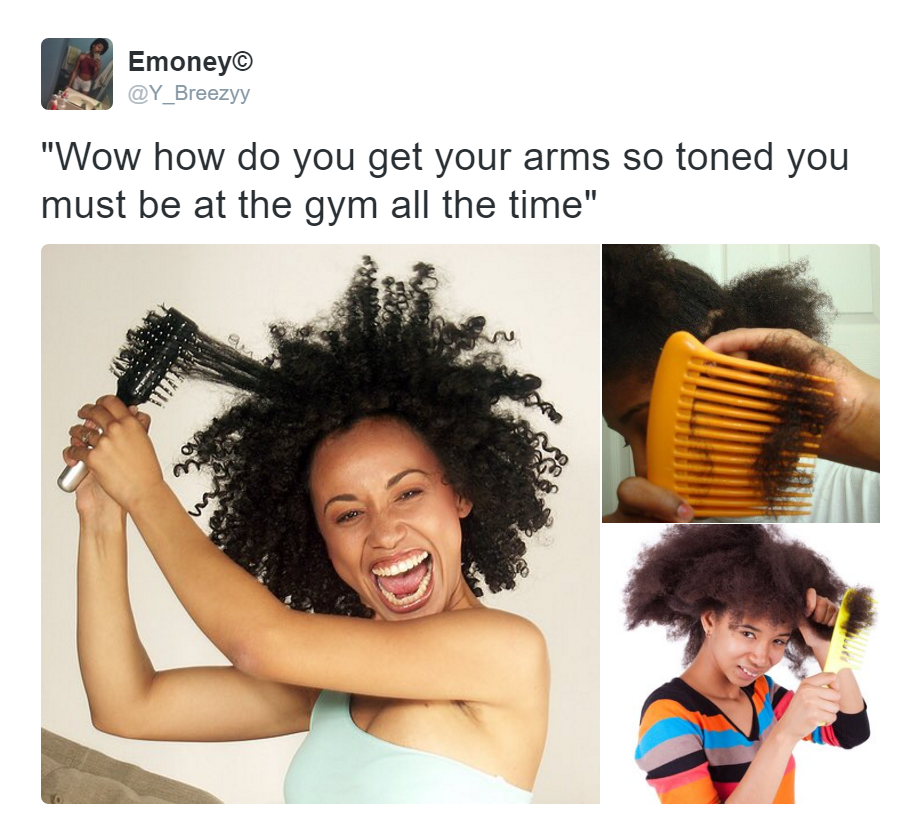 Emoney©
@Y_Breezyy
"Wow how do you get your arms so toned you
must be at the gym all the time"